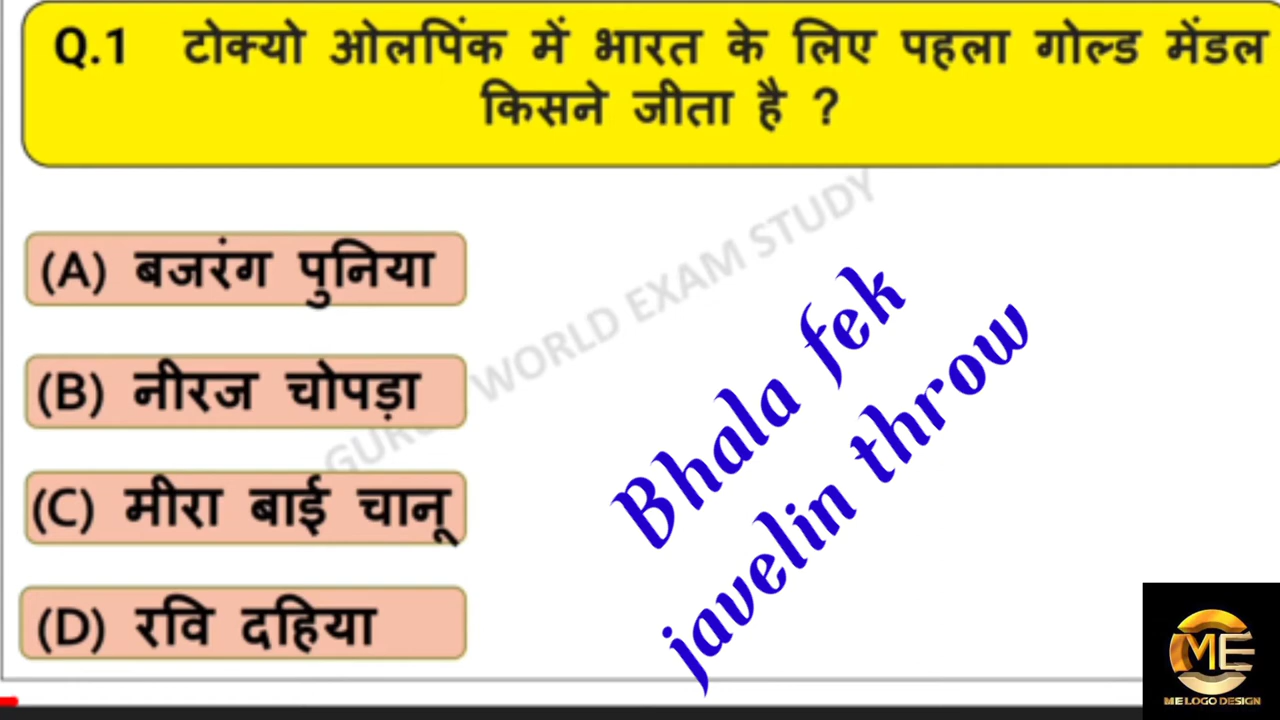 Q.1 टोक्यो ओलपिंक में भारत के लिए पहला गोल्ड मेंडल
किसने जीता है ?
(A) बजरंग पुनिया
(B) नीरज चोपड़ा
(C) मीरा बाई चानू
(D) रवि दहिया
WORLD EXAM STUDY
Bhala fek
javelin throw
ME
ME LOGO DESIGN